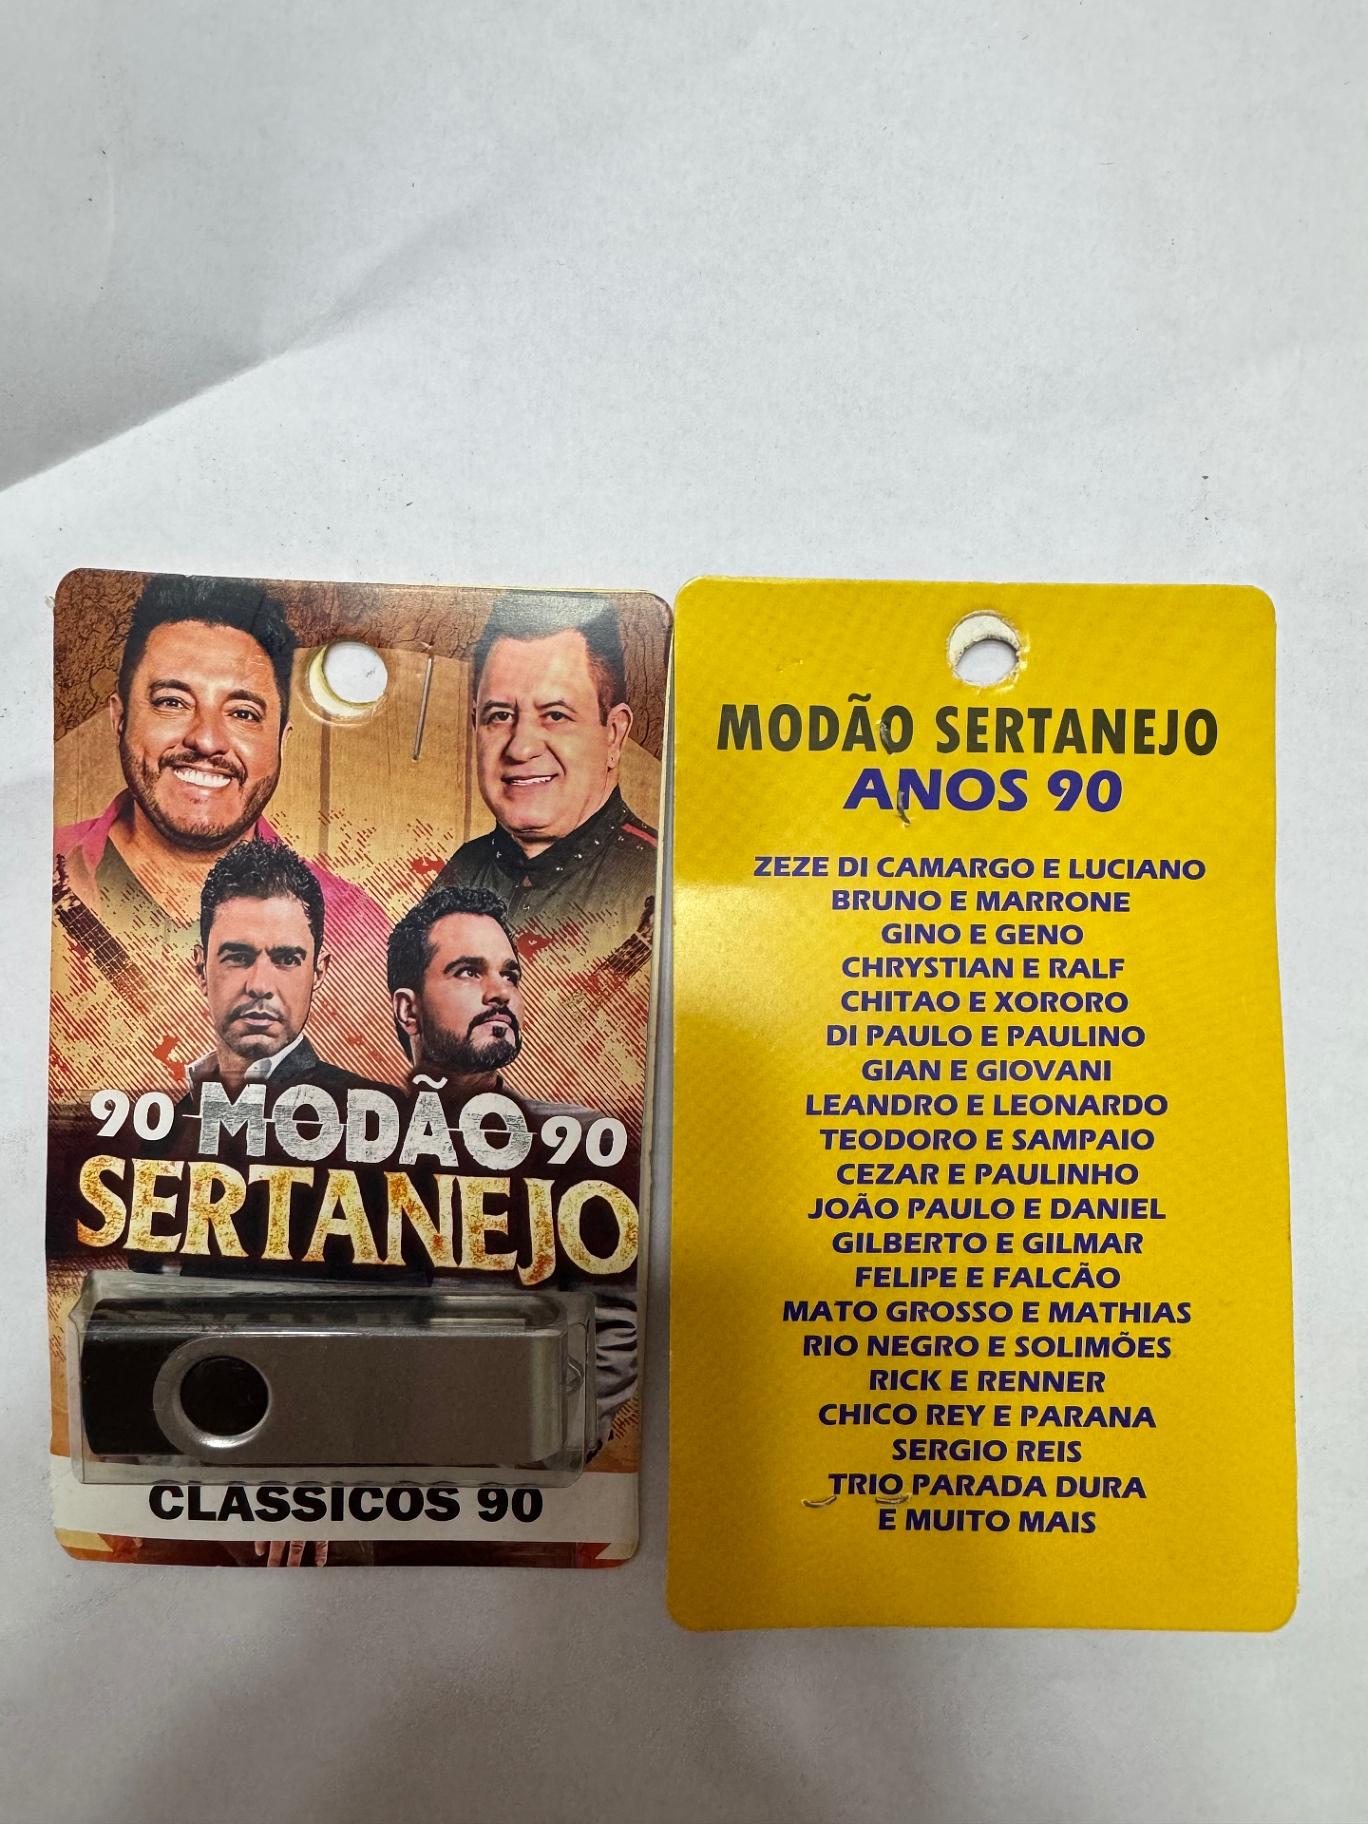 90 MODÃO 90
SERTANEJO
CLASSICOS 90
MODÃO SERTANEJO
ANOS 90
ZEZE DI CAMARGO E LUCIANO
BRUNO E MARRONE
GINO E GENO
CHRYSTIAN E RALF
CHITAO E XORORO
DI PAULO E PAULINO
GIAN E GIOVANI
LEANDRO E LEONARDO
TEODORO E SAMPAIO
CEZAR E PAULINHO
JOÃO PAULO E DANIEL
GILBERTO E GILMAR
FELIPE E FALCÃO
MATO GROSSO E MATHIAS
RIO NEGRO E SOLIMÕES
RICK E RENNER
CHICO REY E PARANA
SERGIO REIS
TRIO PARADA DURA
E MUITO MAIS